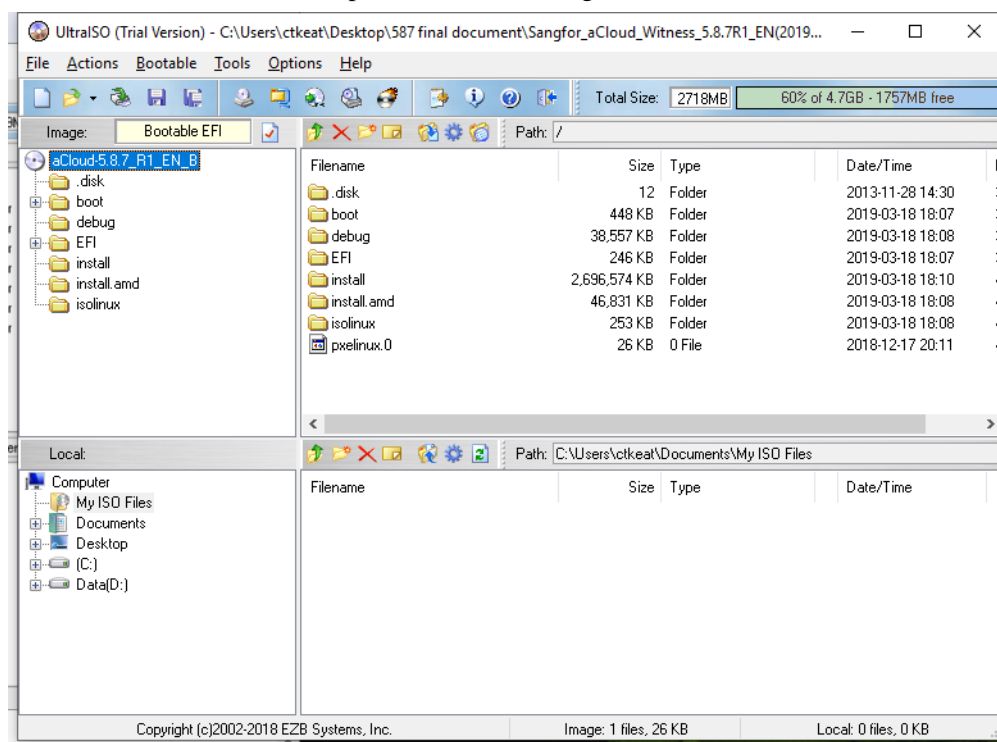 UltraISO (Trial Version) - C:\Users\ctkeat\Desktop\587 final document\Sangfor_aCloud_Witness_5.8.7R1_EN(2019...
File Actions Bootable Tools Options Help
Total Size: 2718MB 60% of 4.7GB - 1757MB free
Image: Bootable EFI Path: /
aCloud-5.8.7_R1_EN_B
.disk
boot
debug
EFI
install
install.amd
isolinux
Filename Size Type Date/Time
.disk 12 Folder 2013-11-28 14:30
boot 448 KB Folder 2019-03-18 18:07
debug 38,557 KB Folder 2019-03-18 18:08
EFI 246 KB Folder 2019-03-18 18:07
install 2,696,574 KB Folder 2019-03-18 18:10
install.amd 46,831 KB Folder 2019-03-18 18:08
isolinux 253 KB Folder 2019-03-18 18:08
pxelinux.0 26 KB 0 File 2018-12-17 20:11
Local: Path: C:\Users\ctkeat\Documents\My ISO Files
Computer
My ISO Files
Documents
Desktop
(C:)
Data(D:)
Filename Size Type Date/Time
Copyright (c)2002-2018 EZB Systems, Inc. Image: 1 files, 26 KB Local: 0 files, 0 KB